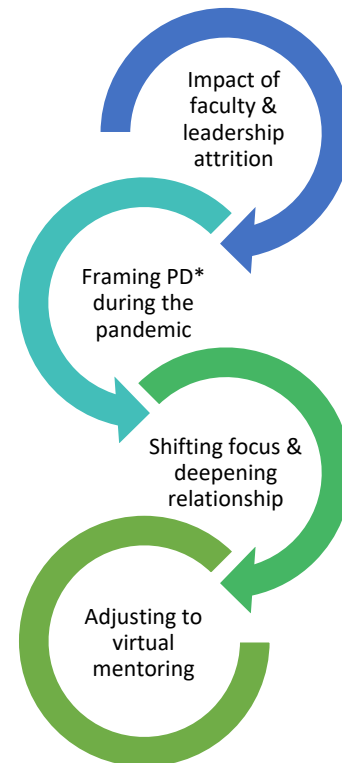 Impact of
faculty &
leadership
attrition
Framing PD*
during the
pandemic
Shifting focus &
deepening
relationship
Adjusting to
virtual
mentoring